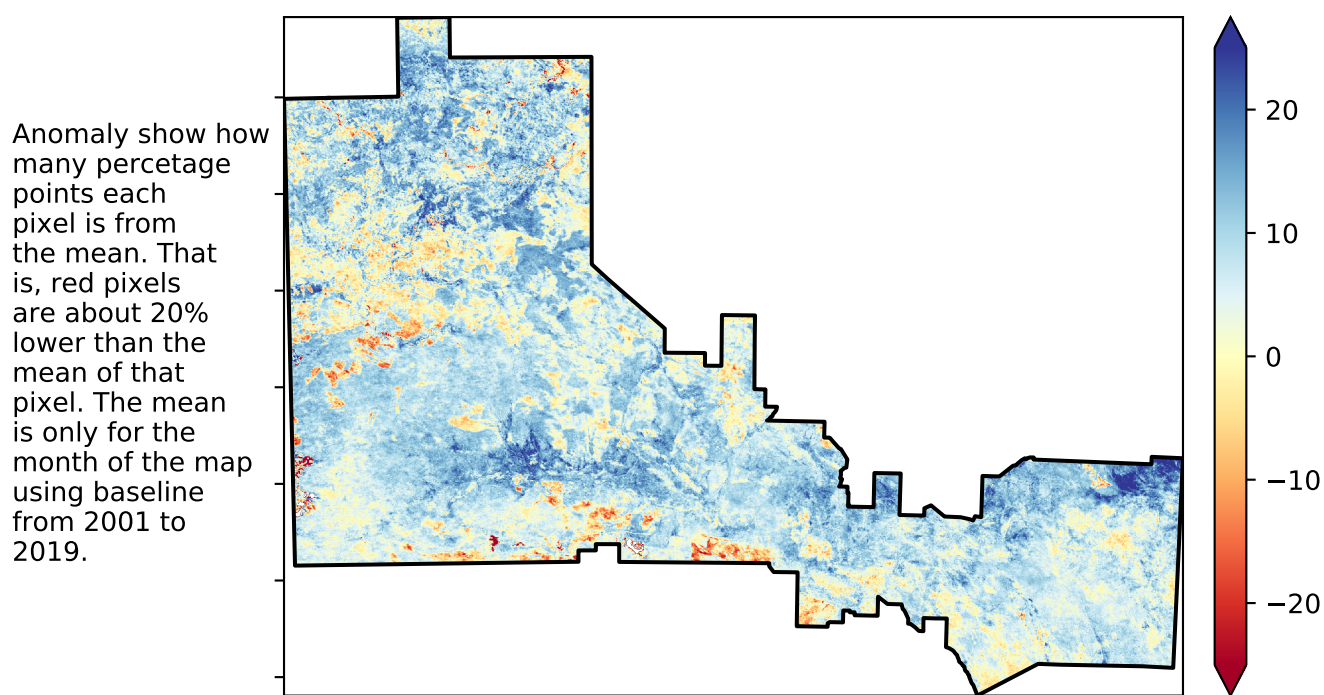 Anomaly show how
many percetage
points each
pixel is from
the mean. That
is, red pixels
are about 20%
lower than the
mean of that
pixel. The mean
is only for the
month of the map
using baseline
from 2001 to
2019.
20
10
0
−10
−20